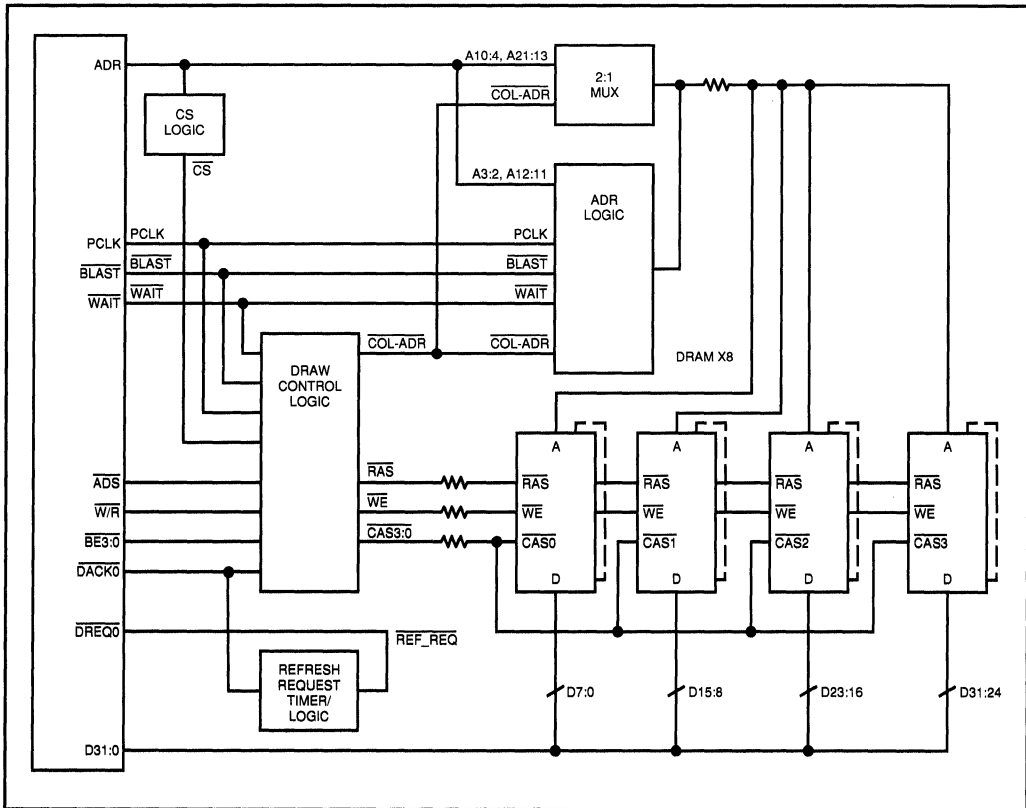 ADR
A10:4, A21:13
2:1
MUX
COL-ADR
CS
LOGIC
CS
A3:2, A12:11
ADR
LOGIC
PCLK
PCLK
PCLK
BLAST
BLAST
BLAST
WAIT
WAIT
WAIT
COL-ADR
COL-ADR
DRAW
CONTROL
LOGIC
DRAM X8
A
A
A
A
ADS
RAS
RAS
RAS
RAS
RAS
W/R
WE
WE
WE
WE
WE
BE3:0
CAS3:0
CAS0
CAS1
CAS2
CAS3
DACK0
D
D
D
D
DREQ0
REF_REQ
REFRESH
REQUEST
TIMER/
LOGIC
D7:0
D15:8
D23:16
D31:24
D31:0